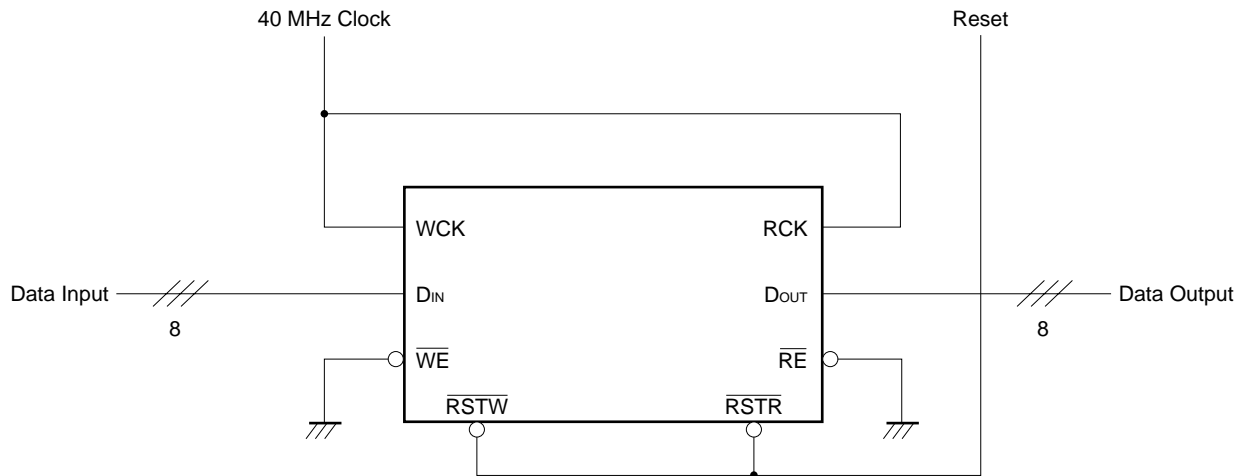 40 MHz Clock
Reset
WCK
RCK
Data Input
DIN
DOUT
Data Output
8
8
WE
RE
RSTW
RSTR